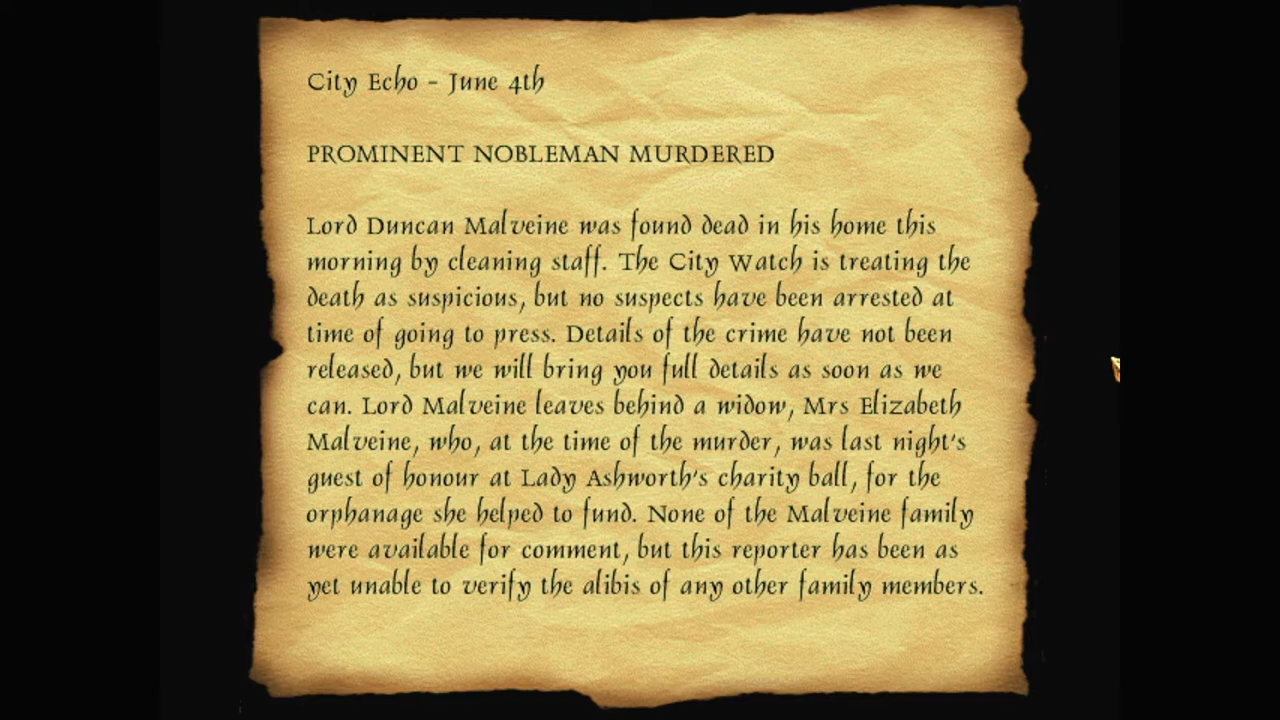 City Echo - June 4th
PROMINENT NOBLEMAN MURDERED
Lord Duncan Malveine was found dead in his home this
morning by cleaning staff. The City Watch is treating the
death as suspicious, but no suspects have been arrested at
time of going to press. Details of the crime have not been
released, but we will bring you full details as soon as we
can. Lord Malveine leaves behind a widow, Mrs Elizabeth
Malveine, who, at the time of the murder, was last night's
guest of honour at Lady Ashworth's charity ball, for the
orphanage she helped to fund. None of the Malveine family
were available for comment, but this reporter has been as
yet unable to verify the alibis of any other family members.